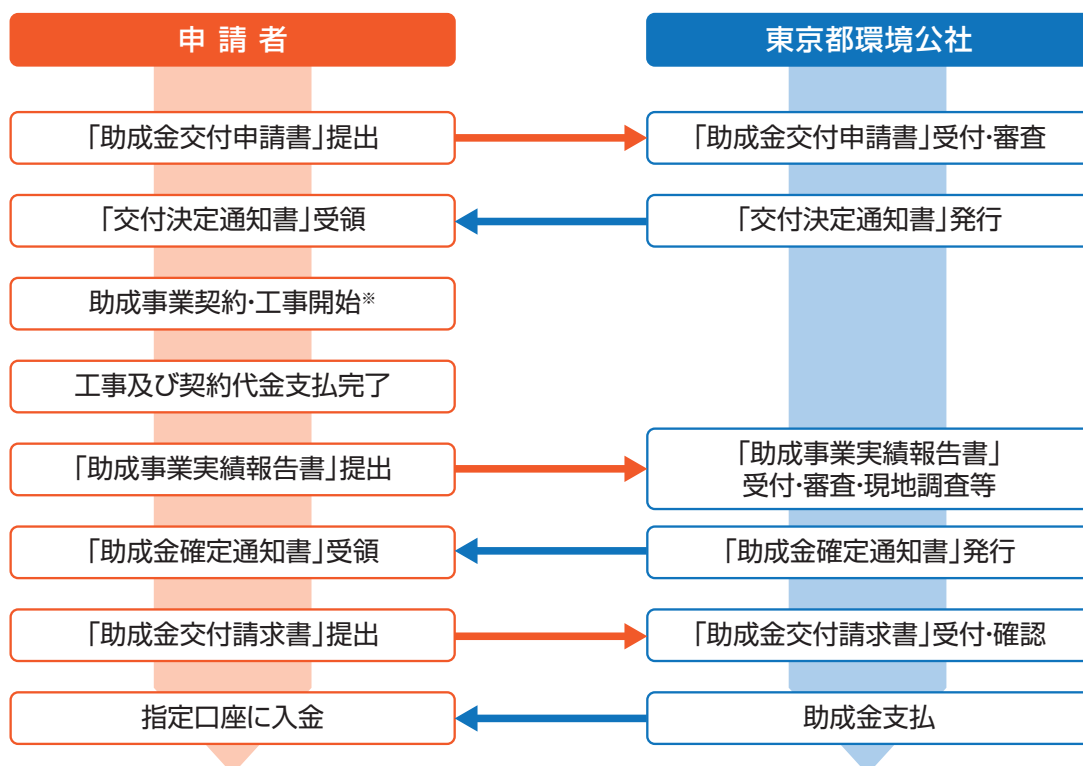 申請者
東京都環境公社
「助成金交付申請書」提出
「助成金交付申請書」受付・審査
「交付決定通知書」受領
「交付決定通知書」発行
助成事業契約・工事開始※
工事及び契約代金支払完了
「助成事業実績報告書」提出
「助成事業実績報告書」
受付・審査・現地調査等
「助成金確定通知書」受領
「助成金確定通知書」発行
「助成金交付請求書」提出
「助成金交付請求書」受付・確認
指定口座に入金
助成金支払